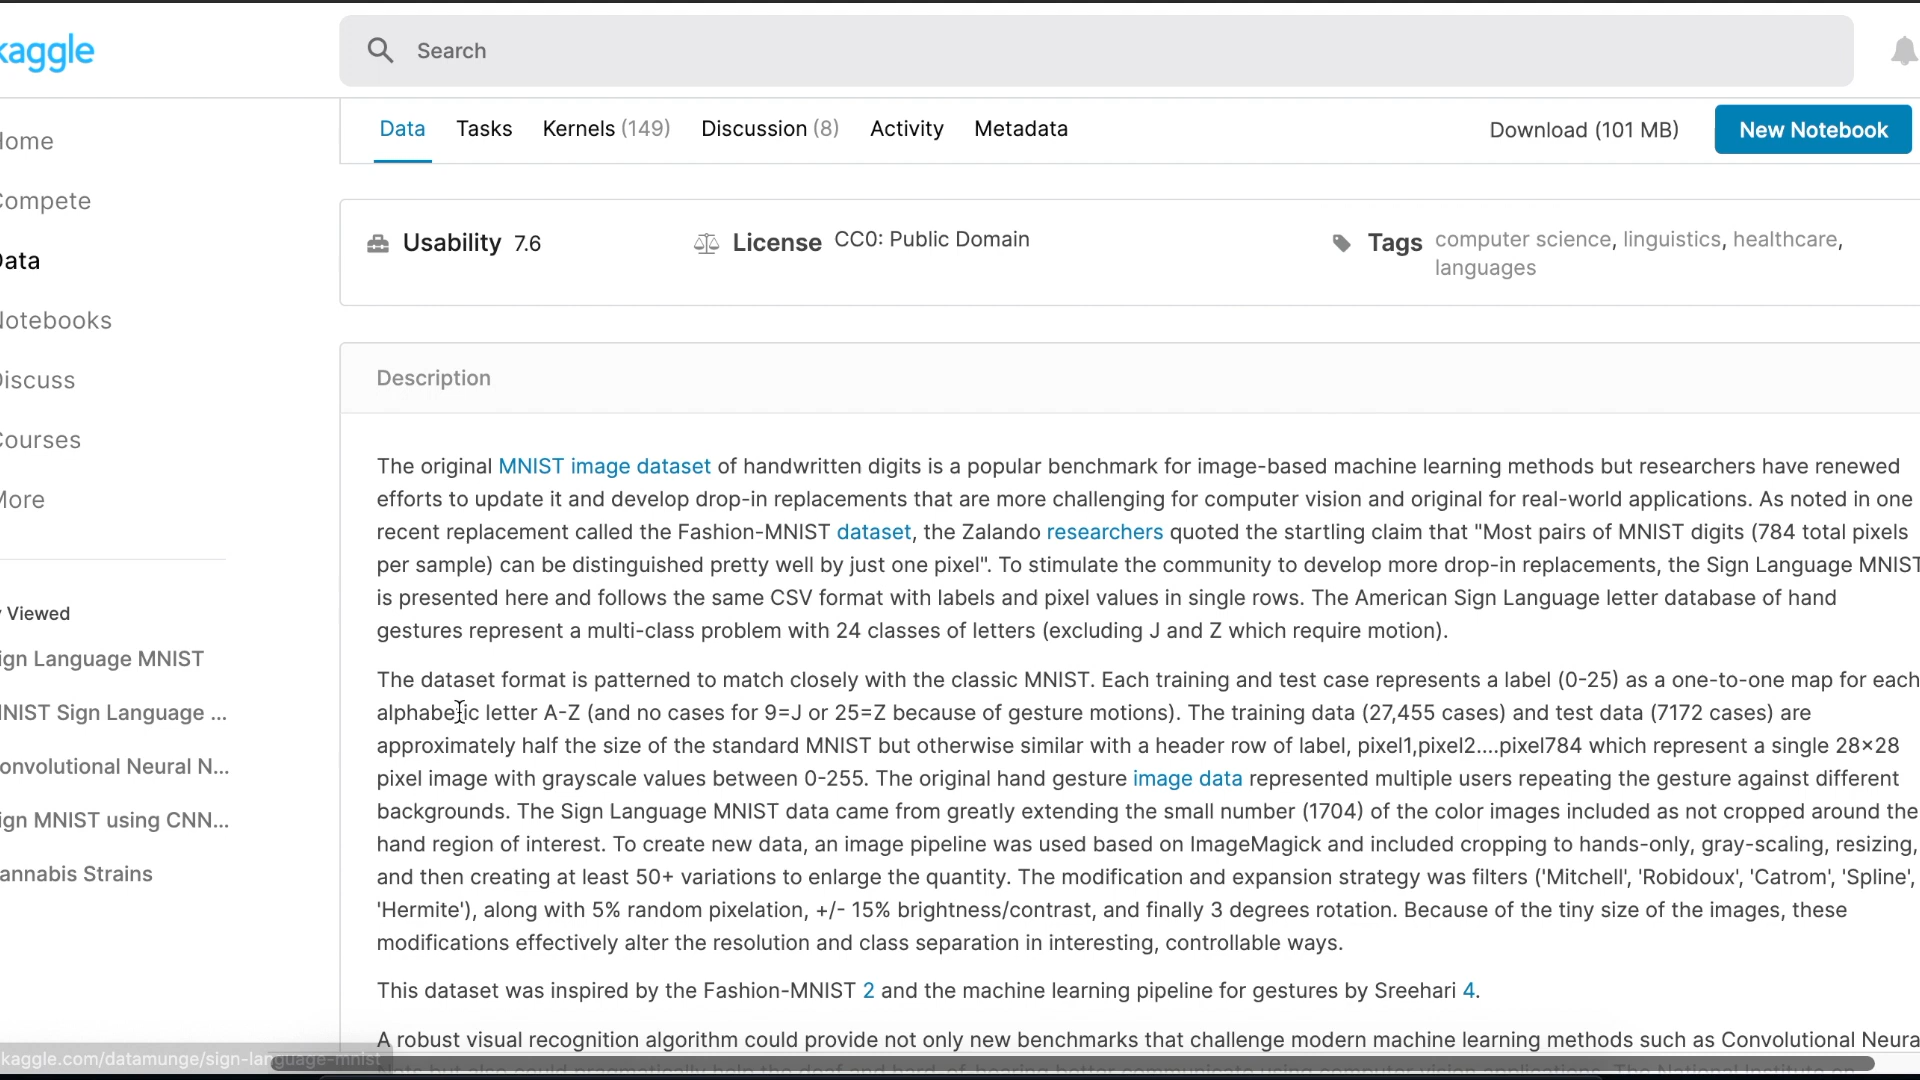 kaggle
Search
Home
Compete
Data
Notebooks
Discuss
Courses
More
y Viewed
ign Language MNIST
MNIST Sign Language ...
onvolutional Neural N...
ign MNIST using CNN...
annabis Strains
Data Tasks Kernels (149) Discussion (8) Activity Metadata Download (101 MB) New Notebook
Usability 7.6 License CC0: Public Domain Tags computer science, linguistics, healthcare,
languages
Description
The original MNIST image dataset of handwritten digits is a popular benchmark for image-based machine learning methods but researchers have renewed
efforts to update it and develop drop-in replacements that are more challenging for computer vision and original for real-world applications. As noted in one
recent replacement called the Fashion-MNIST dataset, the Zalando researchers quoted the startling claim that "Most pairs of MNIST digits (784 total pixels
per sample) can be distinguished pretty well by just one pixel". To stimulate the community to develop more drop-in replacements, the Sign Language MNIST
is presented here and follows the same CSV format with labels and pixel values in single rows. The American Sign Language letter database of hand
gestures represent a multi-class problem with 24 classes of letters (excluding J and Z which require motion).
The dataset format is patterned to match closely with the classic MNIST. Each training and test case represents a label (0-25) as a one-to-one map for each
alphabetic letter A-Z (and no cases for 9=J or 25=Z because of gesture motions). The training data (27,455 cases) and test data (7172 cases) are
approximately half the size of the standard MNIST but otherwise similar with a header row of label, pixel1,pixel2....pixel784 which represent a single 28×28
pixel image with grayscale values between 0-255. The original hand gesture image data represented multiple users repeating the gesture against different
backgrounds. The Sign Language MNIST data came from greatly extending the small number (1704) of the color images included as not cropped around the
hand region of interest. To create new data, an image pipeline was used based on ImageMagick and included cropping to hands-only, gray-scaling, resizing,
and then creating at least 50+ variations to enlarge the quantity. The modification and expansion strategy was filters ('Mitchell', 'Robidoux', 'Catrom', 'Spline',
'Hermite'), along with 5% random pixelation, +/- 15% brightness/contrast, and finally 3 degrees rotation. Because of the tiny size of the images, these
modifications effectively alter the resolution and class separation in interesting, controllable ways.
This dataset was inspired by the Fashion-MNIST 2 and the machine learning pipeline for gestures by Sreehari 4.
A robust visual recognition algorithm could provide not only new benchmarks that challenge modern machine learning methods such as Convolutional Neura
kaggle.com/datamunge/sign-language-mnist